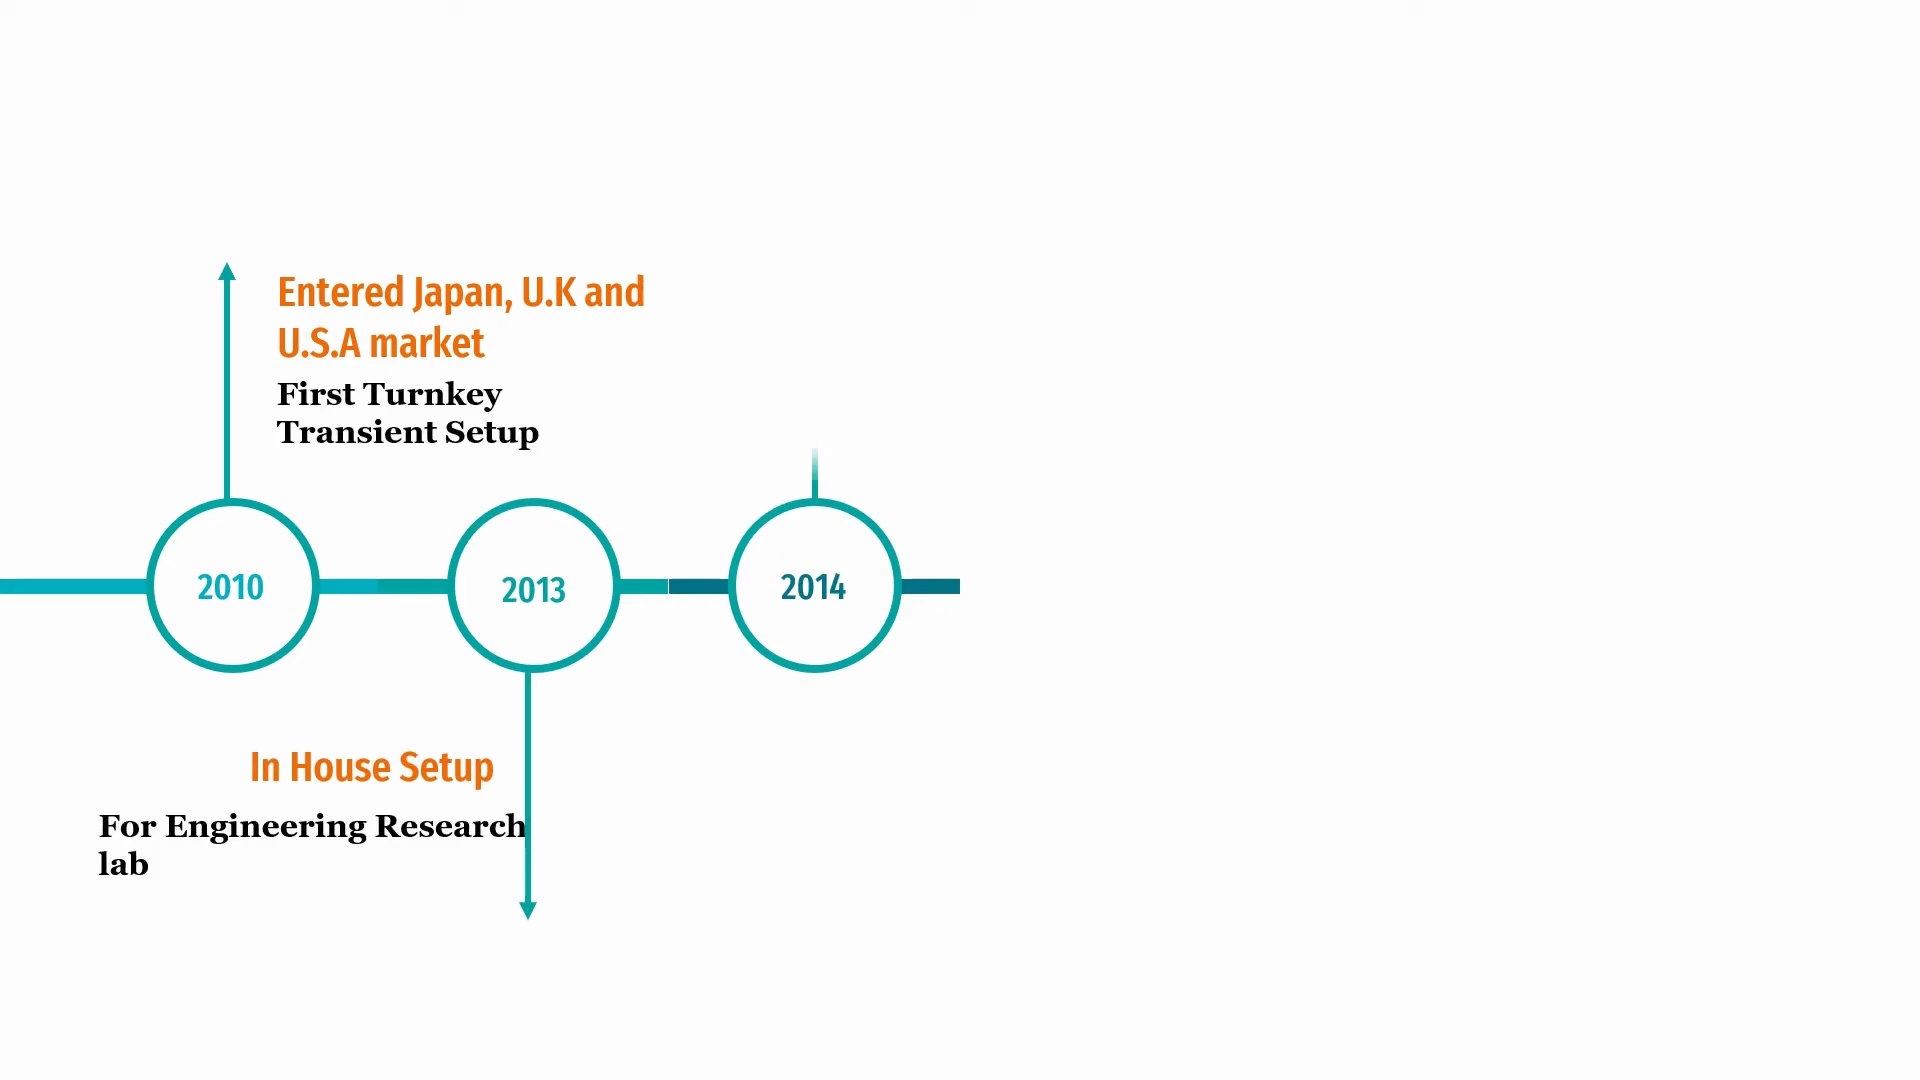 Entered Japan, U.K and
U.S.A market
First Turnkey
Transient Setup
2010
2013
2014
In House Setup
For Engineering Research
lab